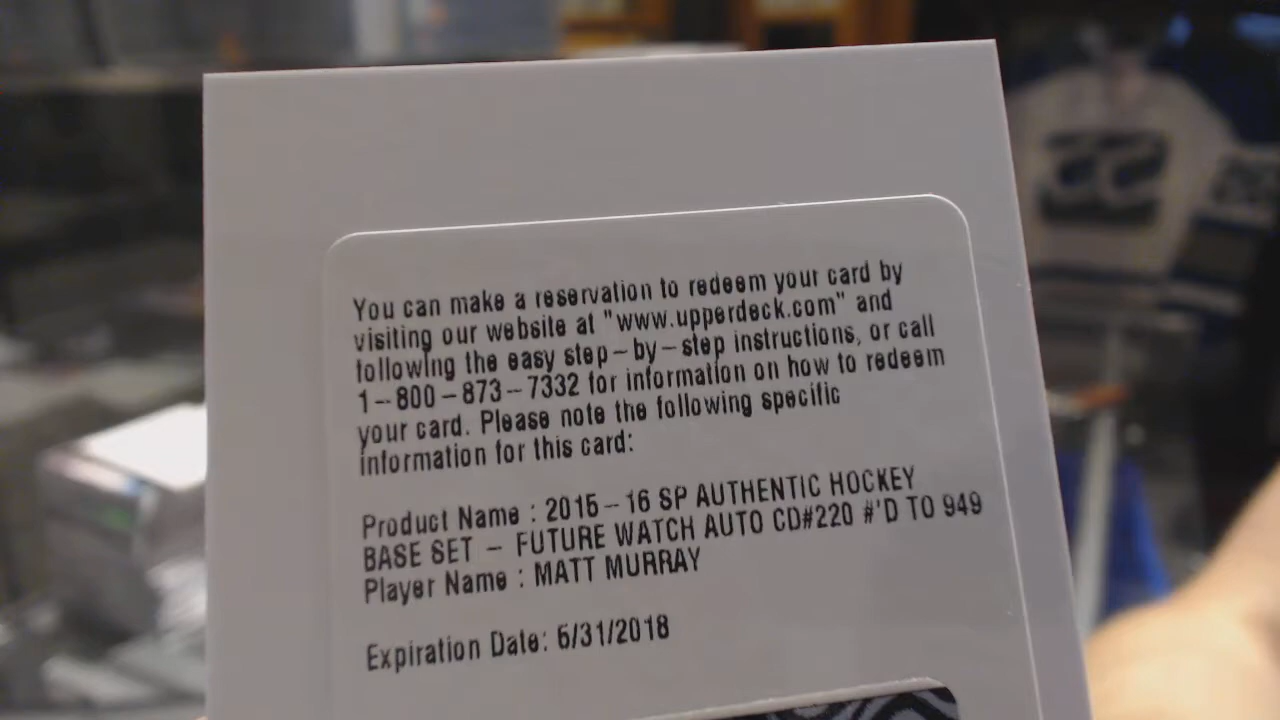 You can make a reservation to redeem your card by
visiting our website at "www.upperdeck.com" and
following the easy step-by-step instructions, or call
1-800-873-7332 for information on how to redeem
your card. Please note the following specific
information for this card:
Product Name : 2015-16 SP AUTHENTIC HOCKEY
BASE SET - FUTURE WATCH AUTO CD#220 #'D TO 949
Player Name : MATT MURRAY
Expiration Date: 5/31/2018